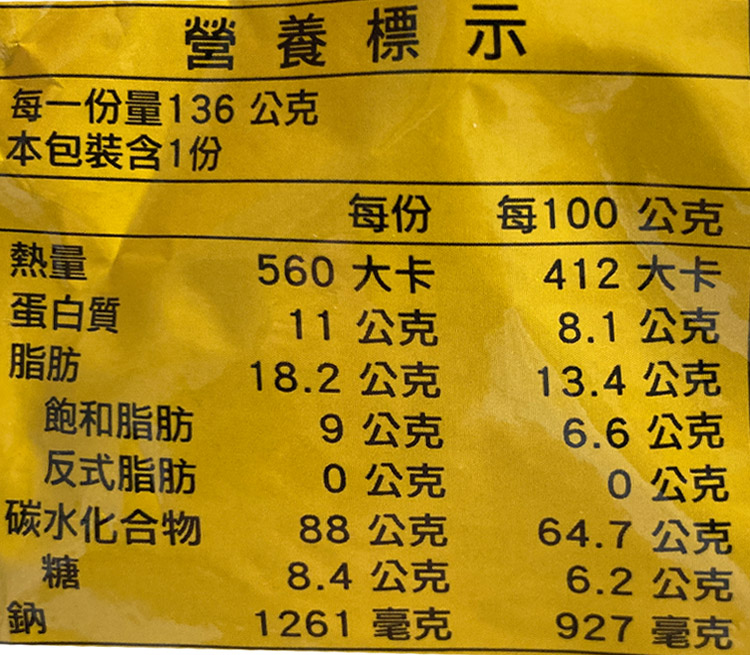 營養標示
每一份量136 公克
本包裝含1份
每份 每100 公克
熱量 560 大卡 412 大卡
蛋白質 11 公克 8.1 公克
脂肪 18.2 公克 13.4 公克
飽和脂肪 9 公克 6.6 公克
反式脂肪 0 公克 0 公克
碳水化合物 88 公克 64.7 公克
糖 8.4 公克 6.2 公克
鈉 1261 毫克 927 毫克